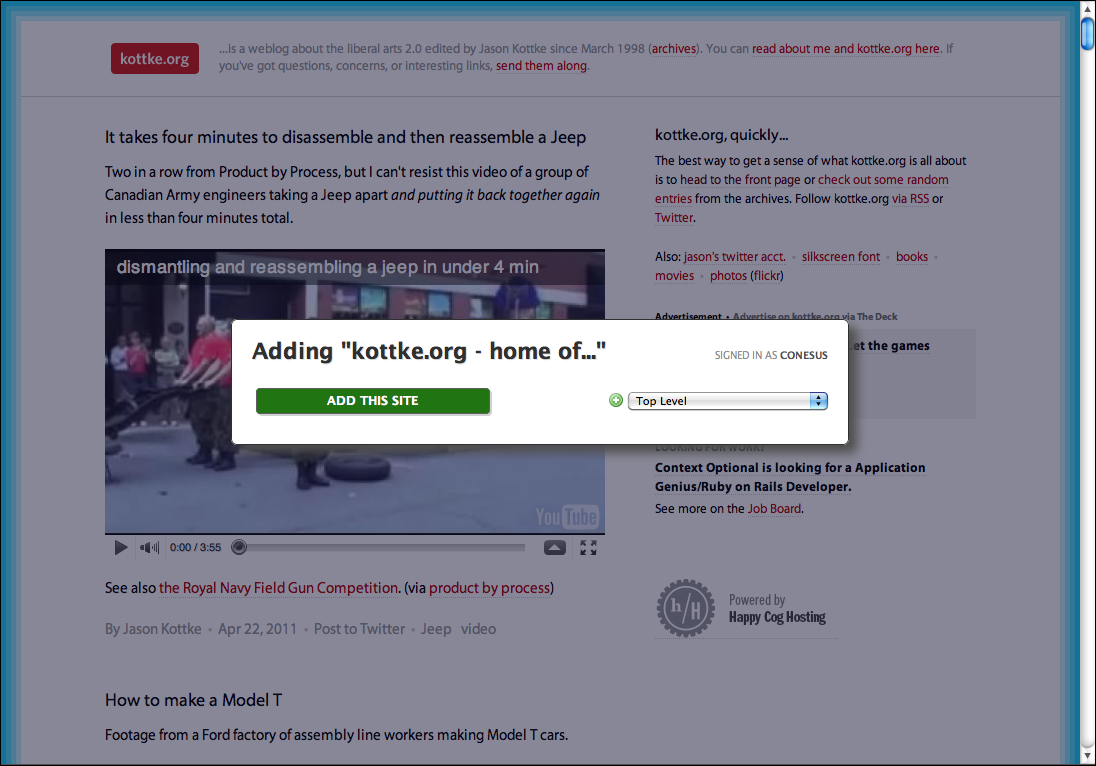 kottke.org
...is a weblog about the liberal arts 2.0 edited by Jason Kottke since March 1998 (archives). You can read about me and kottke.org here. If
you've got questions, concerns, or interesting links, send them along.
It takes four minutes to disassemble and then reassemble a Jeep
Two in a row from Product by Process, but I can't resist this video of a group of
Canadian Army engineers taking a Jeep apart and putting it back together again
in less than four minutes total.
dismantling and reassembling a jeep in under 4 min
YouTube
0:00 / 3:55
See also the Royal Navy Field Gun Competition. (via product by process)
By Jason Kottke • Apr 22, 2011 • Post to Twitter • Jeep video
How to make a Model T
Footage from a Ford factory of assembly line workers making Model T cars.
kottke.org, quickly...
The best way to get a sense of what kottke.org is all about
is to head to the front page or check out some random
entries from the archives. Follow kottke.org via RSS or
Twitter.
Also: jason's twitter acct. • silkscreen font • books •
movies • photos (flickr)
Advertisement • Advertise on kottke.org via The Deck
et the games
LOOKING FOR WORK?
Context Optional is looking for a Application
Genius/Ruby on Rails Developer.
See more on the Job Board.
h/H
Powered by
Happy Cog Hosting
Adding "kottke.org - home of..."
SIGNED IN AS CONESUS
ADD THIS SITE
Top Level